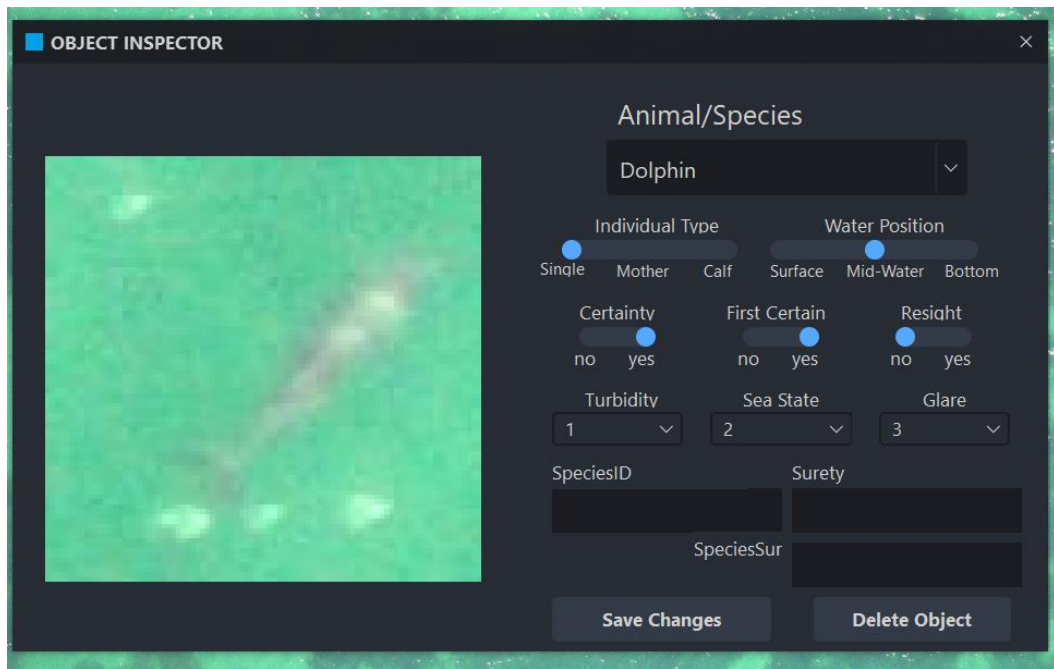 OBJECT INSPECTOR
Animal/Species
Dolphin
Individual Type
Single Mother Calf
Water Position
Surface Mid-Water Bottom
Certainty
no yes
First Certain
no yes
Resight
no yes
Turbidity
1
Sea State
2
Glare
3
SpeciesID
Surety
SpeciesSur
Save Changes
Delete Object